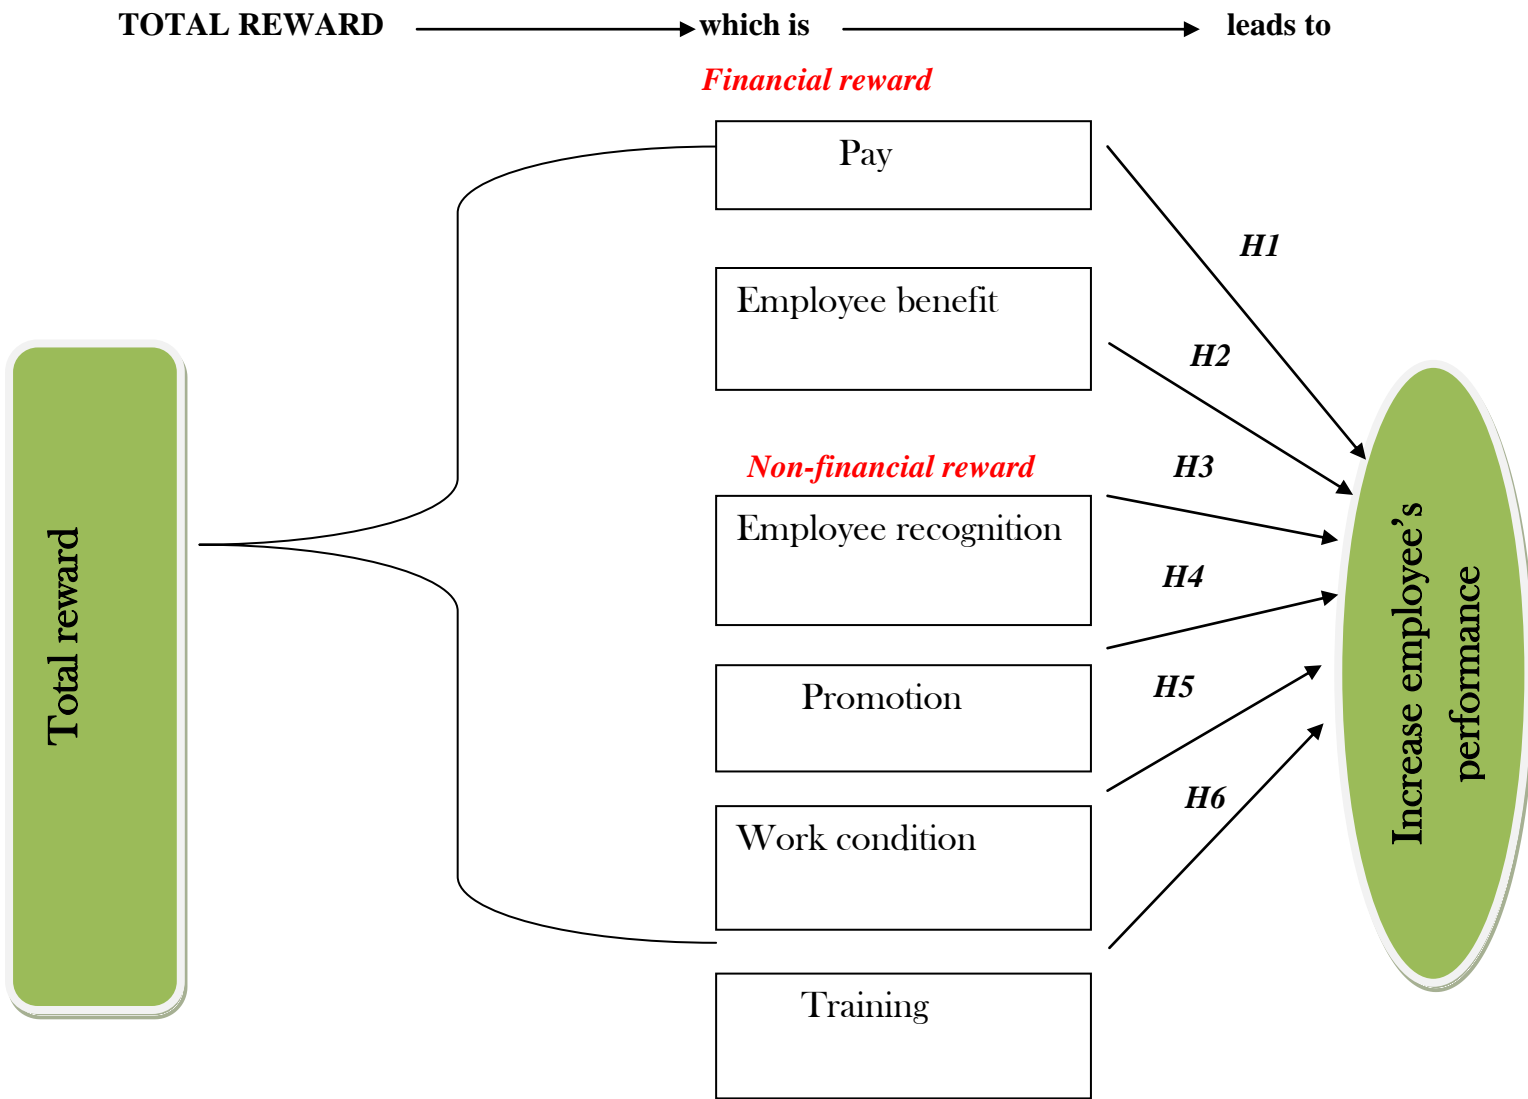 TOTAL REWARD which is leads to
Financial reward
Pay
H1
Employee benefit
H2
Non-financial reward
H3
Employee recognition
H4
Promotion
H5
Work condition
H6
Training
Total reward
Increase employee’s
performance